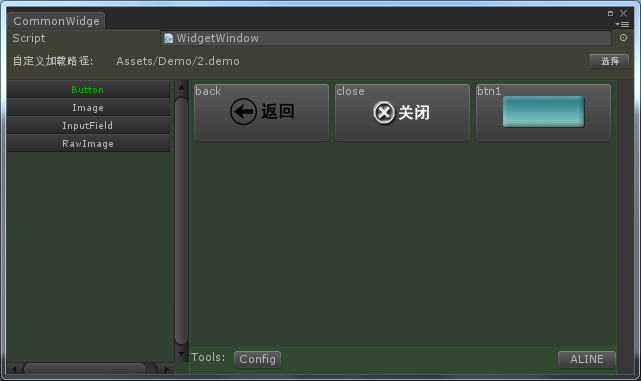 CommonWidge
Script WidgetWindow
自定义加载路径: Assets/Demo/2.demo 选择
Button
Image
InputField
RawImage
back
返回
close
关闭
btn1
Tools: Config ALINE